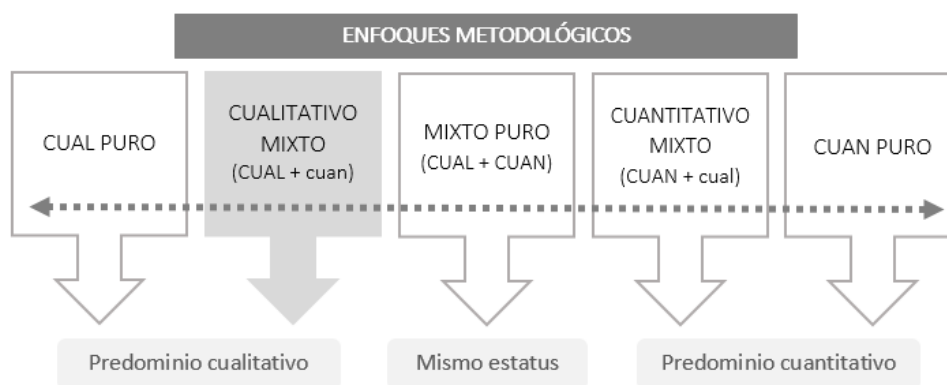 ENFOQUES METODOLÓGICOS
CUAL PURO
CUALITATIVO
MIXTO
(CUAL + cuan)
MIXTO PURO
(CUAL + CUAN)
CUANTITATIVO
MIXTO
(CUAN + cual)
CUAN PURO
Predominio cualitativo
Mismo estatus
Predominio cuantitativo